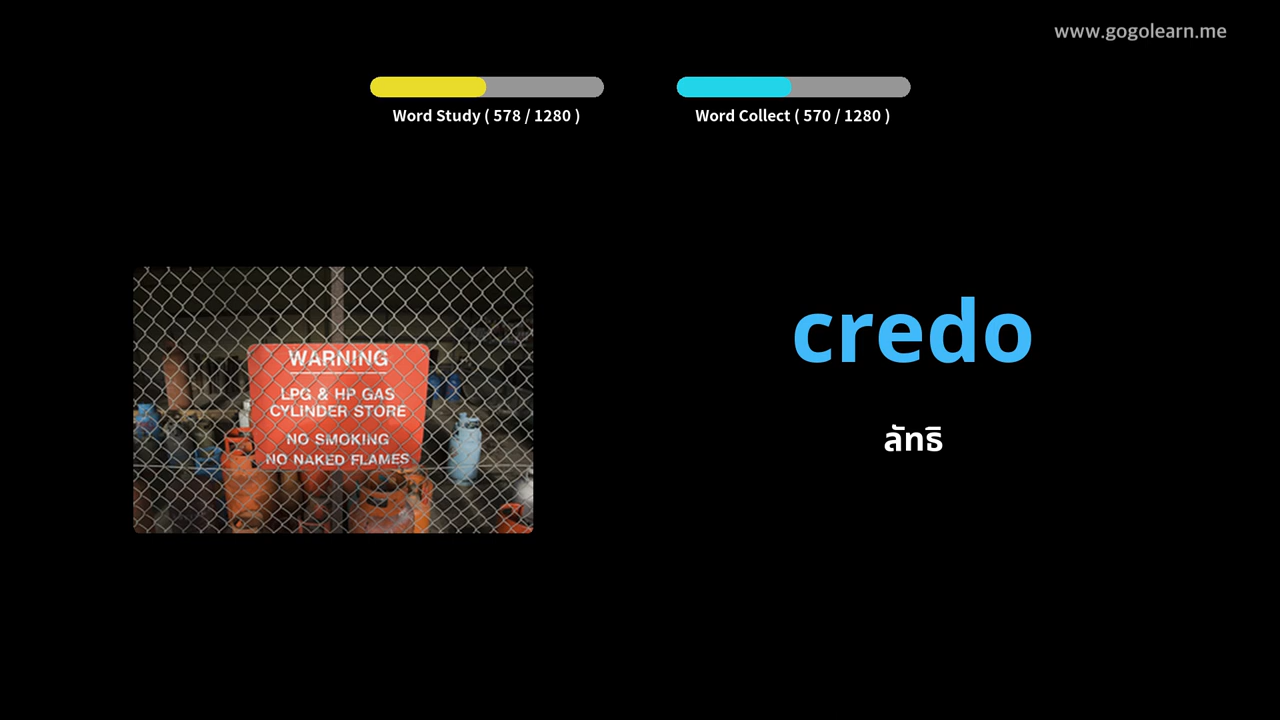 www.gogolearn.me
Word Study ( 578 / 1280 )
Word Collect ( 570 / 1280 )
WARNING
LPG & HP GAS
CYLINDER STORE
NO SMOKING
NO NAKED FLAMES
credo
ลัทธิ